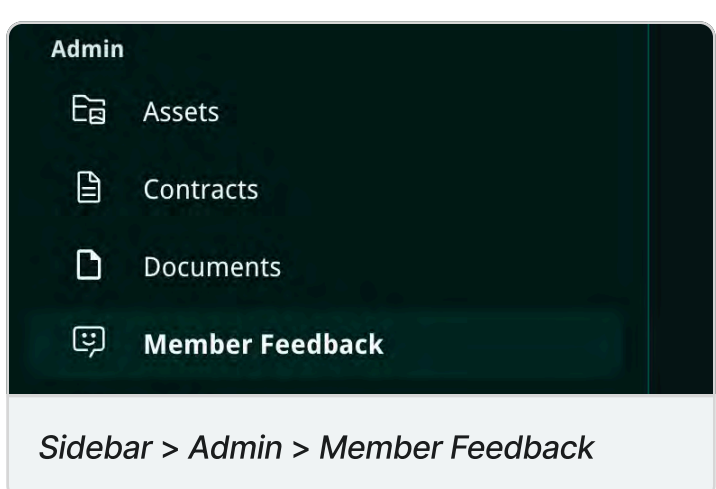 Admin
Assets
Contracts
Documents
Member Feedback
Sidebar > Admin > Member Feedback